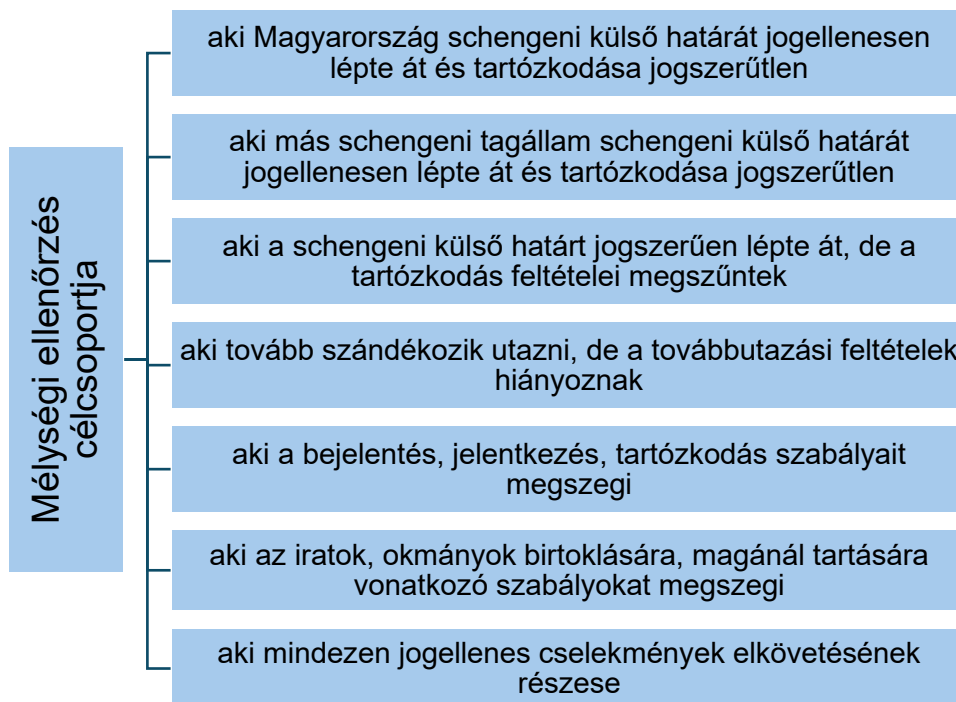 Mélységi ellenőrzés
célcsoportja
aki Magyarország schengeni külső határát jogellenesen
lépte át és tartózkodása jogszerűtlen
aki más schengeni tagállam schengeni külső határát
jogellenesen lépte át és tartózkodása jogszerűtlen
aki a schengeni külső határt jogszerűen lépte át, de a
tartózkodás feltételei megszűntek
aki tovább szándékozik utazni, de a továbbutazási feltételek
hiányoznak
aki a bejelentés, jelentkezés, tartózkodás szabályait
megszegi
aki az iratok, okmányok birtoklására, magánál tartására
vonatkozó szabályokat megszegi
aki mindezen jogellenes cselekmények elkövetésének
részese